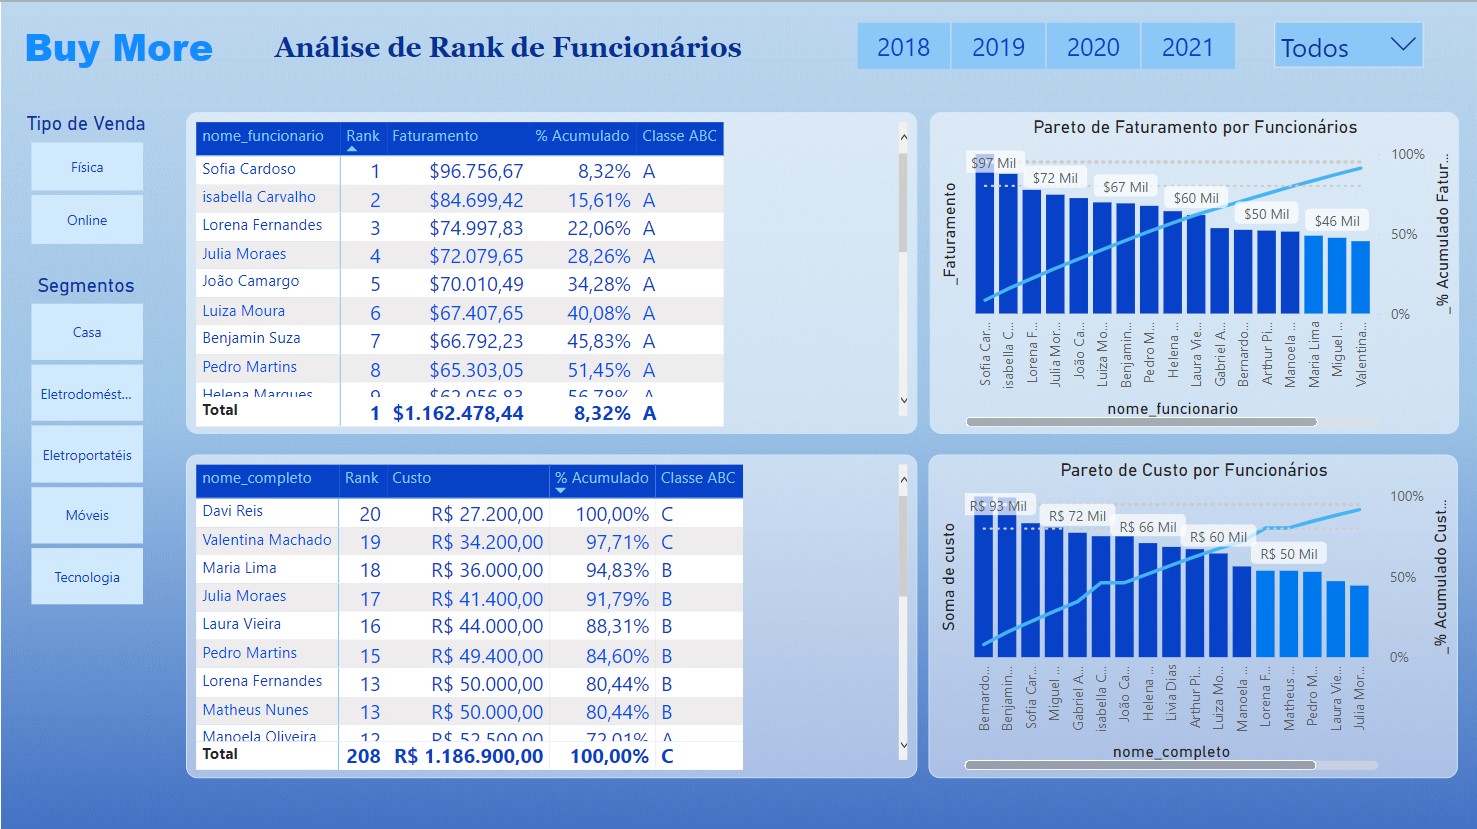 Buy More
Análise de Rank de Funcionários
2018 2019 2020 2021
Todos
Tipo de Venda
Física
Online
Segmentos
Casa
Eletrodomést...
Eletroportatéis
Móveis
Tecnologia
nome_funcionario Rank Faturamento % Acumulado Classe ABC
Sofia Cardoso 1 $96.756,67 8,32% A
isabella Carvalho 2 $84.699,42 15,61% A
Lorena Fernandes 3 $74.997,83 22,06% A
Julia Moraes 4 $72.079,65 28,26% A
João Camargo 5 $70.010,49 34,28% A
Luiza Moura 6 $67.407,65 40,08% A
Benjamin Suza 7 $66.792,23 45,83% A
Pedro Martins 8 $65.303,05 51,45% A
Helena Marques 9 $62.056,83 56,78% A
Total 1 $1.162.478,44 8,32% A
Pareto de Faturamento por Funcionários
_Faturamento
$97 Mil
$72 Mil
$67 Mil
$60 Mil
$50 Mil
$46 Mil
100%
50%
0%
_% Acumulado Fatur...
Sofia Car...
isabella C...
Lorena F...
Julia Mor...
João Ca...
Luiza Mo...
Benjamin...
Pedro M...
Helena ...
Laura Vie...
Gabriel A...
Bernardo...
Arthur Pi...
Manoela ...
Maria Lima
Miguel ...
Valentina...
nome_funcionario
nome_completo Rank Custo % Acumulado Classe ABC
Davi Reis 20 R$ 27.200,00 100,00% C
Valentina Machado 19 R$ 34.200,00 97,71% C
Maria Lima 18 R$ 36.000,00 94,83% B
Julia Moraes 17 R$ 41.400,00 91,79% B
Laura Vieira 16 R$ 44.000,00 88,31% B
Pedro Martins 15 R$ 49.400,00 84,60% B
Lorena Fernandes 13 R$ 50.000,00 80,44% B
Matheus Nunes 13 R$ 50.000,00 80,44% B
Manoela Oliveira 12 R$ 52.500,00 72,01% A
Total 208 R$ 1.186.900,00 100,00% C
Pareto de Custo por Funcionários
Soma de custo
R$ 93 Mil
R$ 72 Mil
R$ 66 Mil
R$ 60 Mil
R$ 50 Mil
100%
50%
0%
_% Acumulado Cust...
Bernardo...
Benjamin...
Sofia Car...
Miguel ...
Gabriel A...
isabella C...
João Ca...
Helena ...
Livia Dias
Arthur Pi...
Luiza Mo...
Manoela ...
Lorena F...
Matheus ...
Pedro M...
Laura Vie...
Julia Mor...
nome_completo